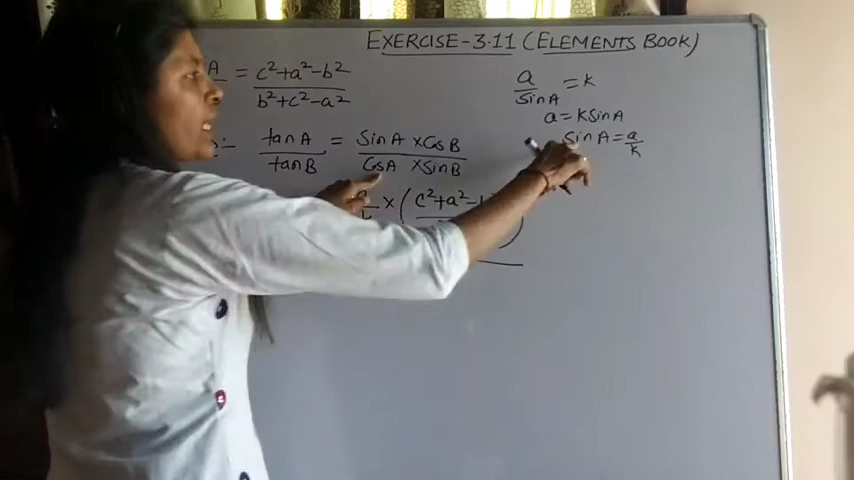 EXERCISE-3.11 (ELEMENTS BOOK)
A = c²+a²-b² / b²+c²-a²
a / sinA = k
a = k sinA
sinA = a / k
:- tanA / tanB = SinA × CosB / CosA × sinB
× ( c²+a²-